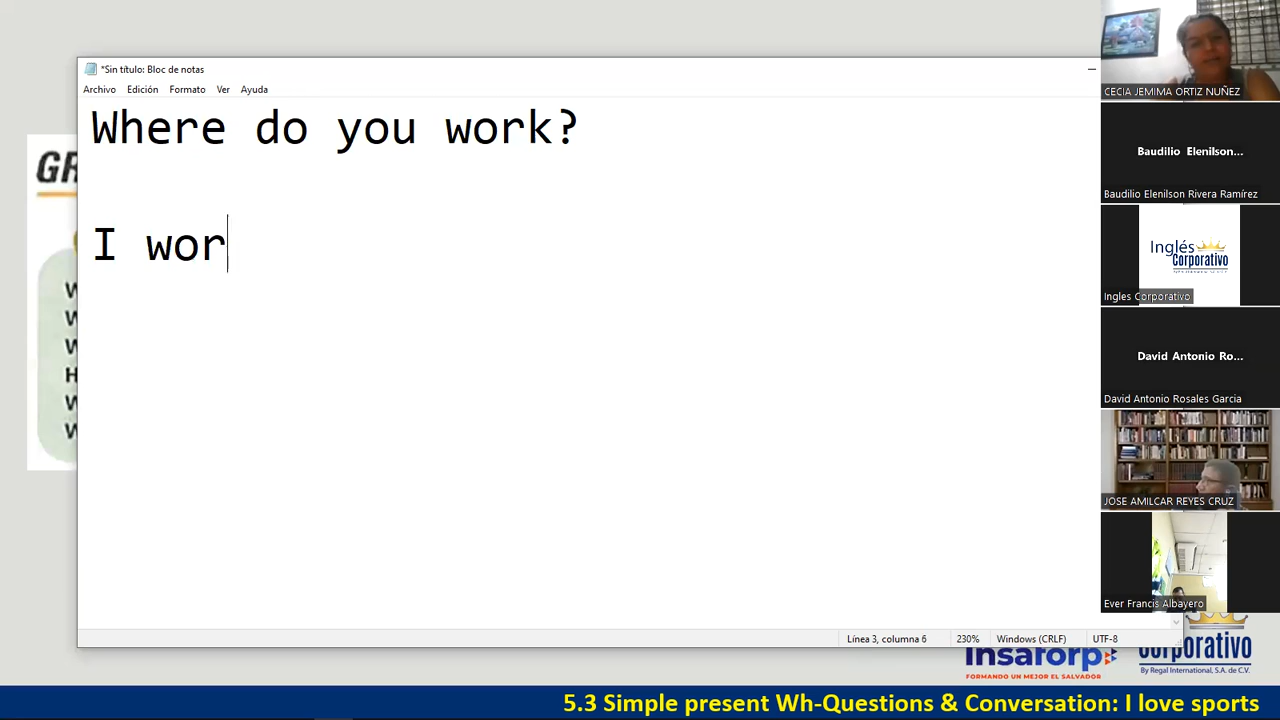 *Sin título: Bloc de notas
Archivo Edición Formato Ver Ayuda
Where do you work?
I wor
GR
W
W
W
H
W
W
Línea 3, columna 6 230% Windows (CRLF) UTF-8
CECIA JEMIMA ORTIZ NUÑEZ
Baudilio Elenilson...
Baudilio Elenilson Rivera Ramírez
Inglés
Corporativo
Ingles Corporativo
David Antonio Ro...
David Antonio Rosales Garcia
JOSE AMILCAR REYES CRUZ
Ever Francis Albayero
Insaforp
FORMANDO UN MEJOR EL SALVADOR
Corporativo
By Regal International, S.A. de C.V.
5.3 Simple present Wh-Questions & Conversation: I love sports